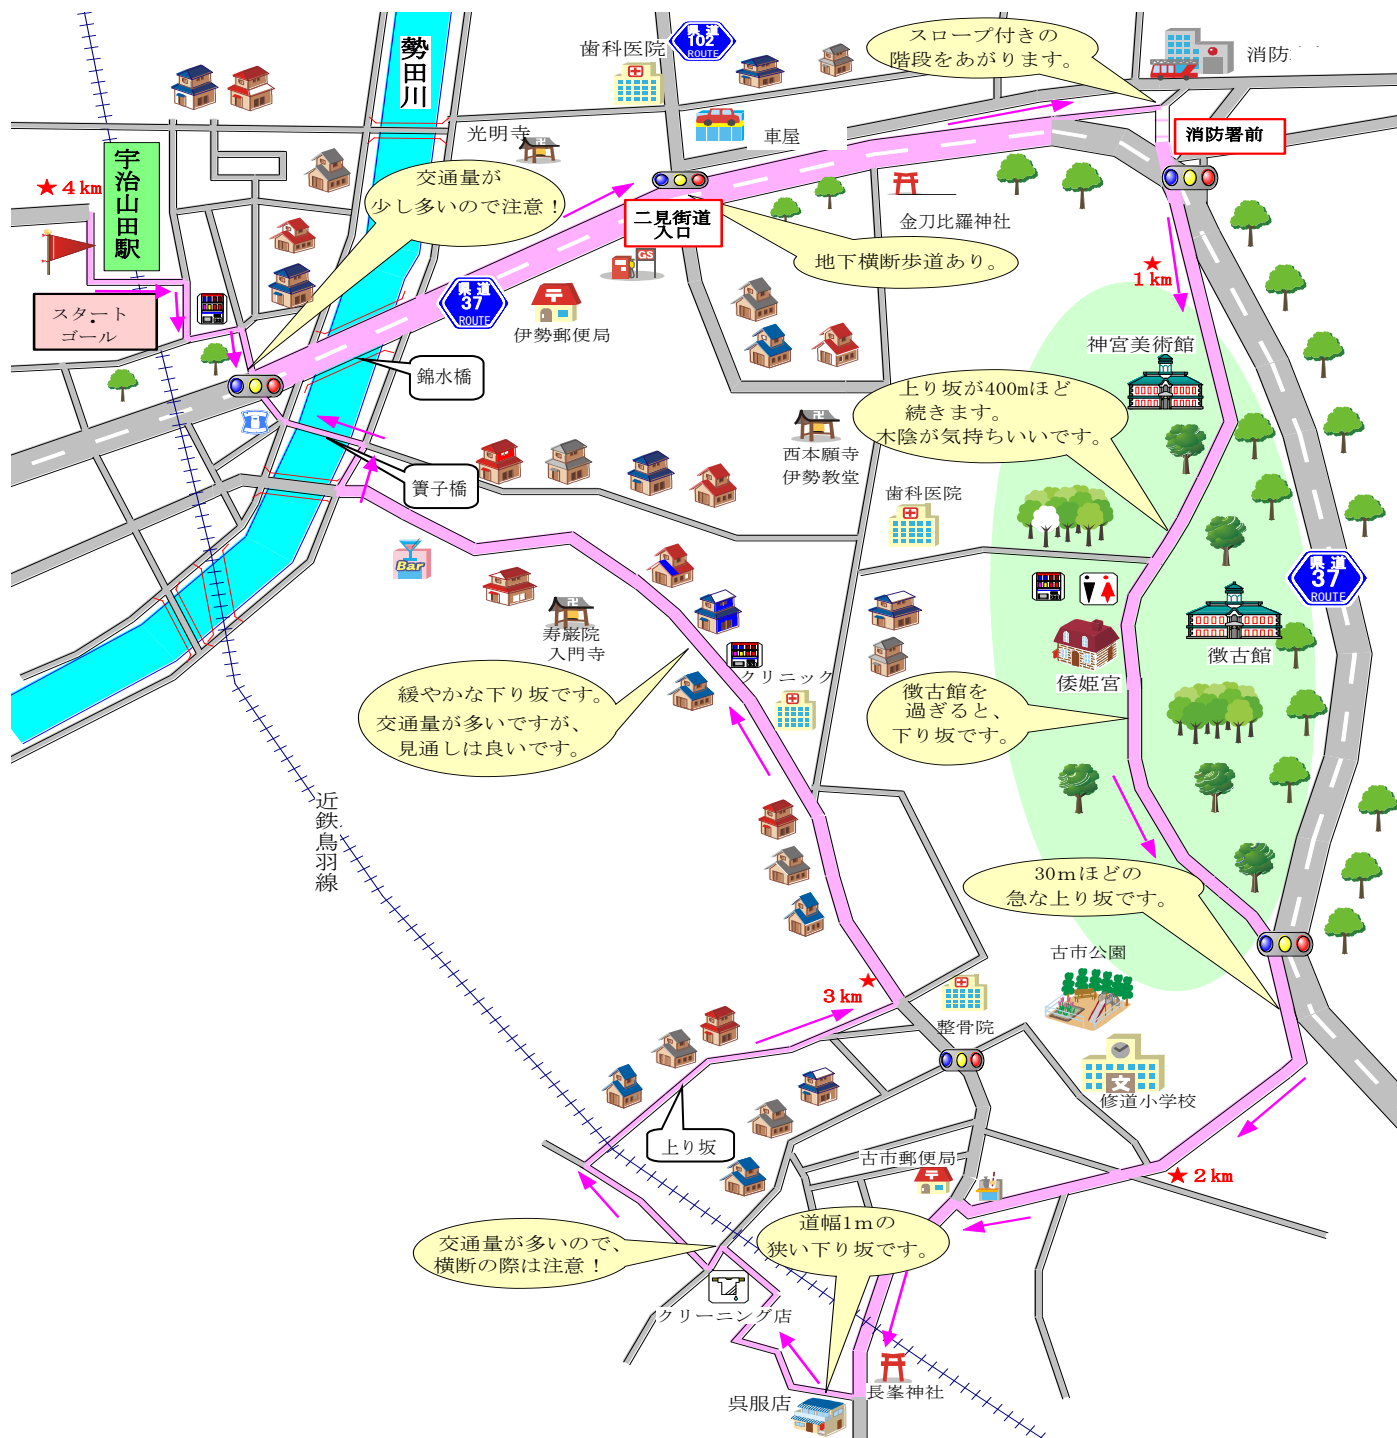 勢田川
歯科医院
県道
102
ROUTE
スロープ付きの
階段をあがります。
消防
光明寺
車屋
消防署前
宇治山田駅
★4km
交通量が
少し多いので注意！
二見街道
入口
金刀比羅神社
地下横断歩道あり。
★
1km
GS
県道
37
ROUTE
スタート
・
ゴール
伊勢郵便局
神宮美術館
錦水橋
上り坂が400mほど
続きます。
木陰が気持ちいいです。
卍
西本願寺
伊勢教堂
簀子橋
歯科医院
Bar
県道
37
ROUTE
卍
寿巌院
入門寺
倭姫宮
徴古館
緩やかな下り坂です。
交通量が多いですが、
見通しは良いです。
クリニック
徴古館を
過ぎると、
下り坂です。
近鉄鳥羽線
30mほどの
急な上り坂です。
古市公園
★
3km
整骨院
文
修道小学校
上り坂
古市郵便局
★2km
道幅1mの
狭い下り坂です。
交通量が多いので、
横断の際は注意！
クリーニング店
長峯神社
呉服店